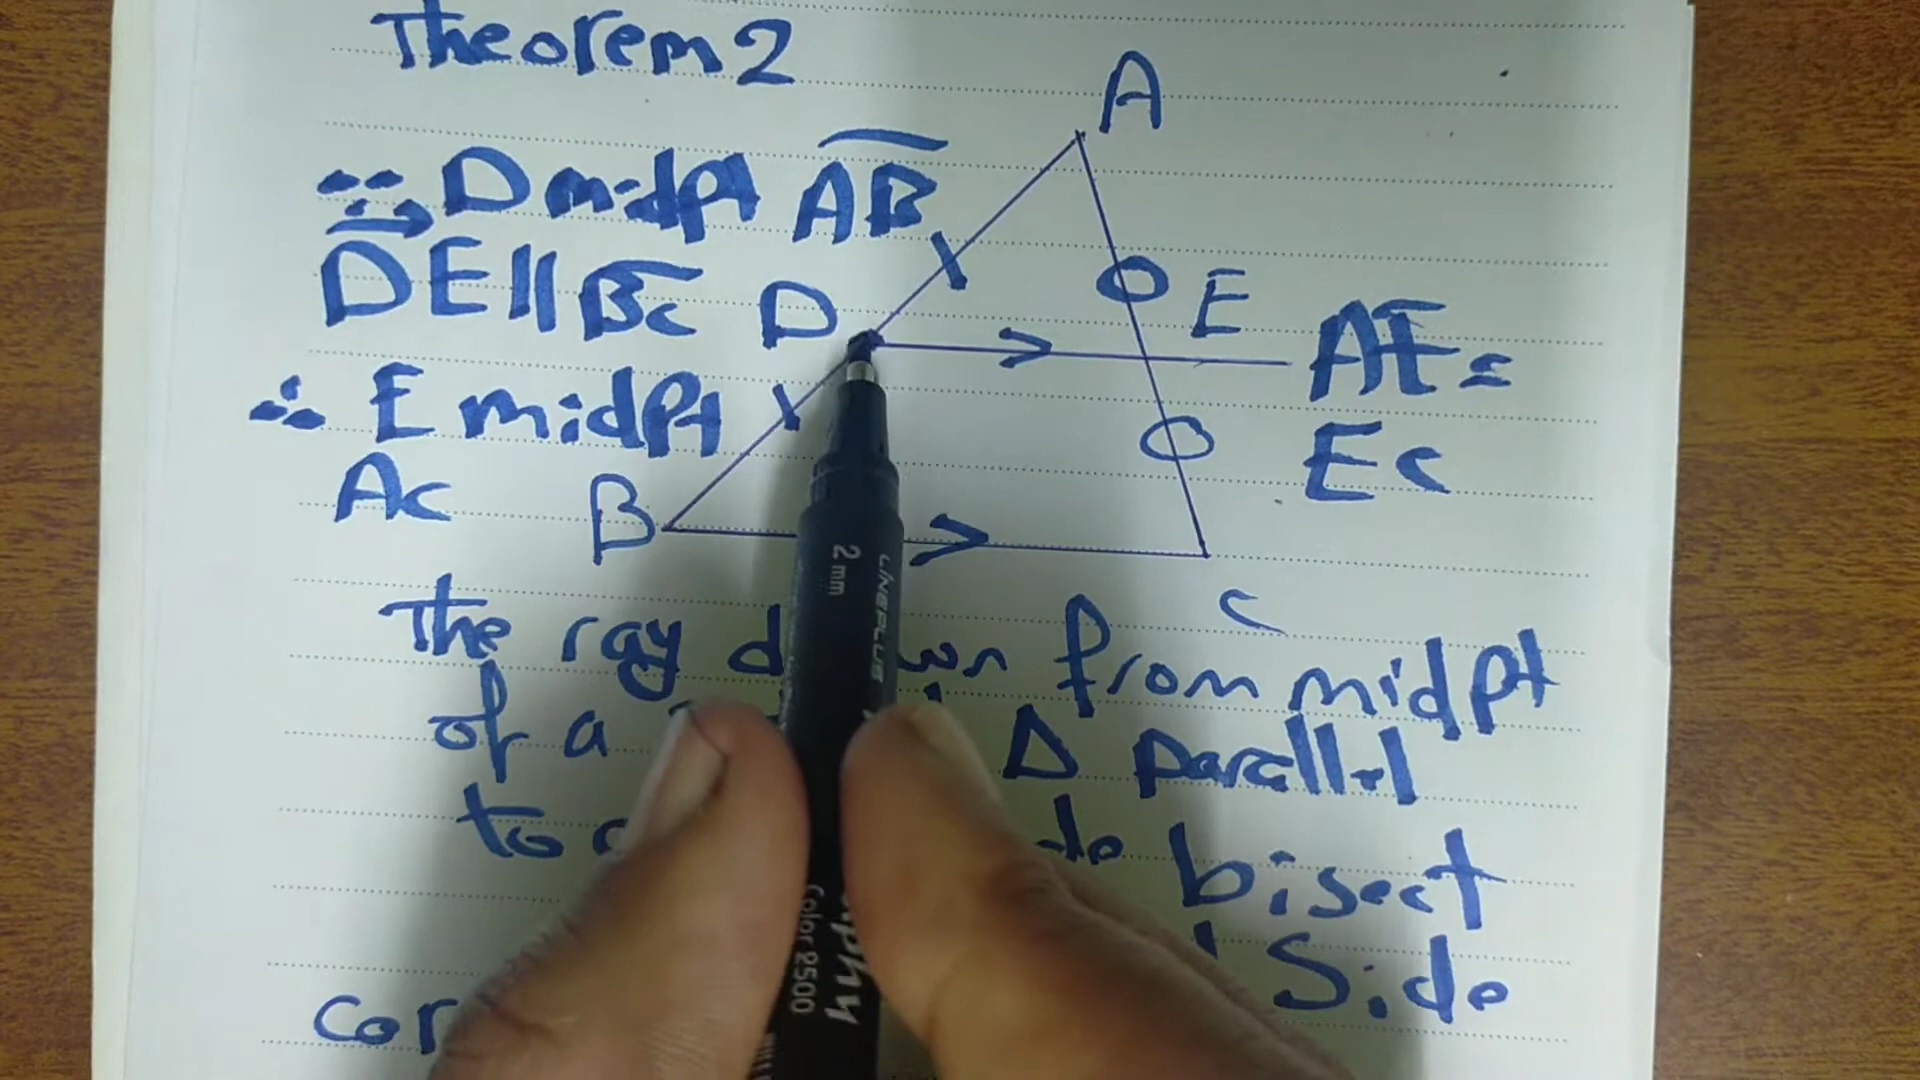 Theorem 2
A
∵ D midpt AB
DE // BC D
E
AE =
∴ E midpt
EC
AC B
C
The ray from midpt
of a Δ parallel
to bisect
Side
2 mm LINEPLUS
Color 2500